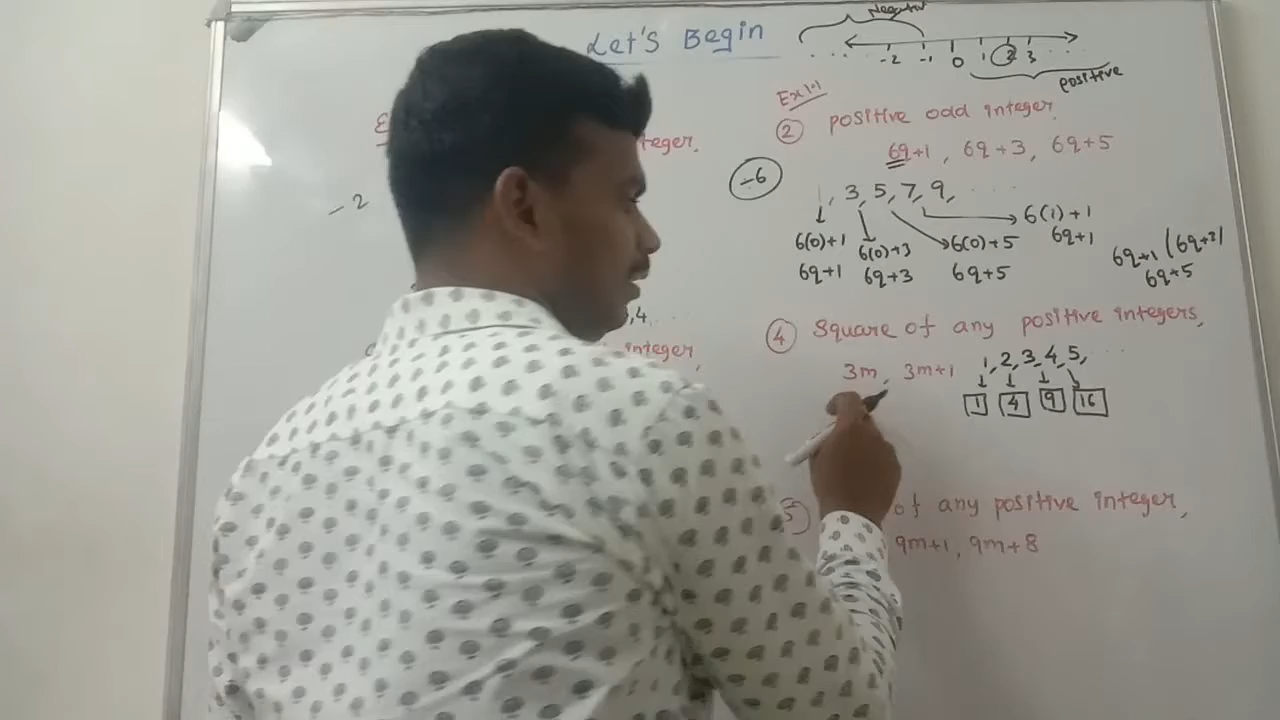 Let's Begin
Negative
-2 -1 0 1 2 3
positive
Ex 1.1
② positive odd integer
6q+1, 6q+3, 6q+5
-6
1, 3, 5, 7, 9, . . . .
6(0)+1 6(0)+3 6(0)+5 6(1)+1
6q+1 6q+3 6q+5 6q+1
6q+1 (6q+3)
6q+5
④ Square of any positive integers,
3m, 3m+1 1, 2, 3, 4, 5, . . .
1 4 9 16
5) of any positive integer,
9m+1, 9m+8
teger,
-2
3,4, . . .
integer,